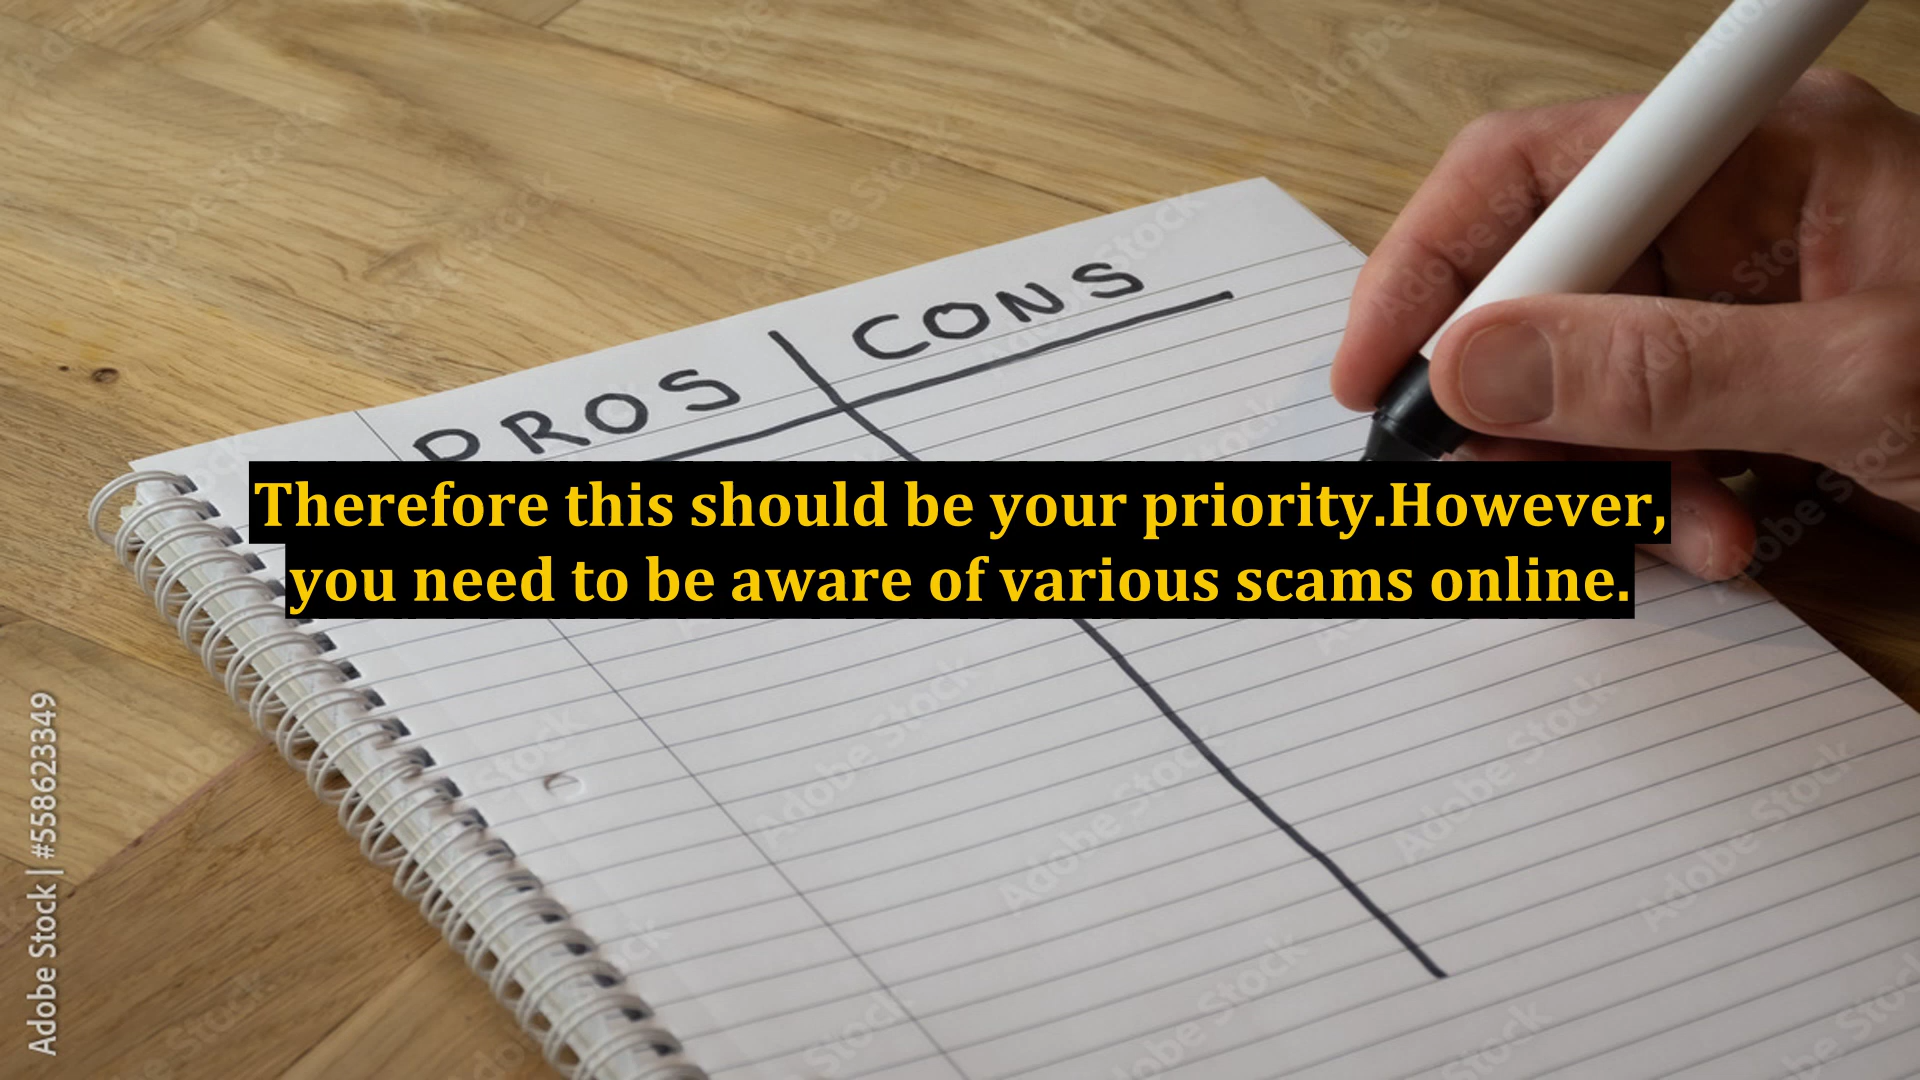 PROS CONS
Therefore this should be your priority.However,
you need to be aware of various scams online.
Adobe Stock | #558623349